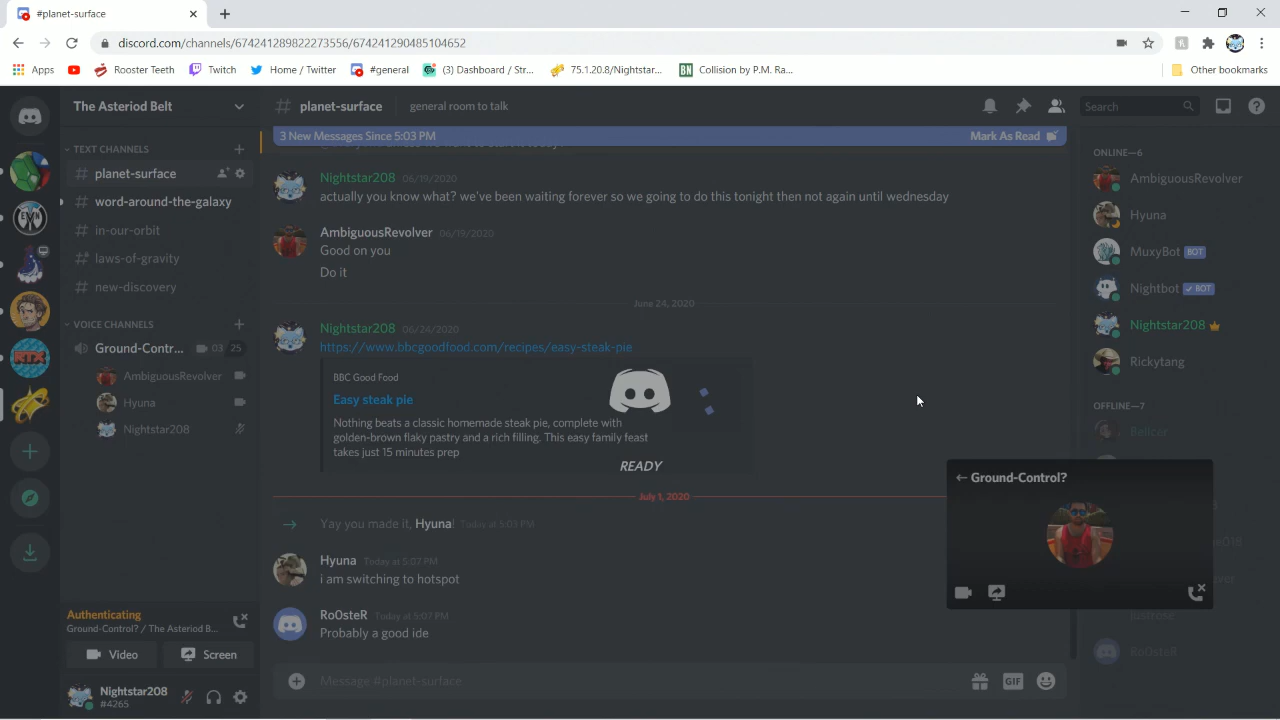 #planet-surface
discord.com/channels/674241289822273556/674241290485104652
Apps
Rooster Teeth
Twitch
Home / Twitter
#general
(3) Dashboard / Str...
75.1.20.8/Nightstar...
BN
Collision by P.M. Ra...
Other bookmarks
The Asteriod Belt
# planet-surface
general room to talk
Search
3 New Messages Since 5:03 PM
Mark As Read
TEXT CHANNELS
# planet-surface
# word-around-the-galaxy
# in-our-orbit
# laws-of-gravity
# new-discovery
VOICE CHANNELS
Ground-Contr...
03 25
AmbiguousRevolver
Hyuna
Nightstar208
Authenticating
Ground-Control? / The Asteriod B...
Video
Screen
Nightstar208
#4265
Nightstar208 06/19/2020
actually you know what? we've been waiting forever so we going to do this tonight then not again until wednesday
AmbiguousRevolver 06/19/2020
Good on you
Do it
June 24, 2020
Nightstar208 06/24/2020
https://www.bbcgoodfood.com/recipes/easy-steak-pie
BBC Good Food
Easy steak pie
Nothing beats a classic homemade steak pie, complete with
golden-brown flaky pastry and a rich filling. This easy family feast
takes just 15 minutes prep
READY
July 1, 2020
Yay you made it, Hyuna! Today at 5:03 PM
Hyuna Today at 5:07 PM
i am switching to hotspot
RoOsteR Today at 5:07 PM
Probably a good ide
Message #planet-surface
GIF
ONLINE—6
AmbiguousRevolver
Hyuna
MuxyBot BOT
Nightbot BOT
Nightstar208
Rickytang
OFFLINE—7
Ground-Control?
RoOsteR